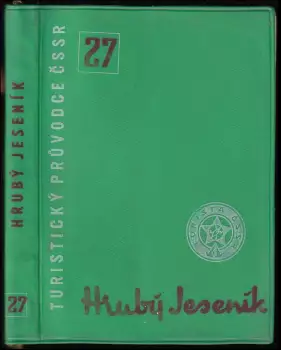 HRUBÝ JESENÍK
27
TURISTICKÝ PRŮVODCE ČSSR
27
Hrubý Jeseník